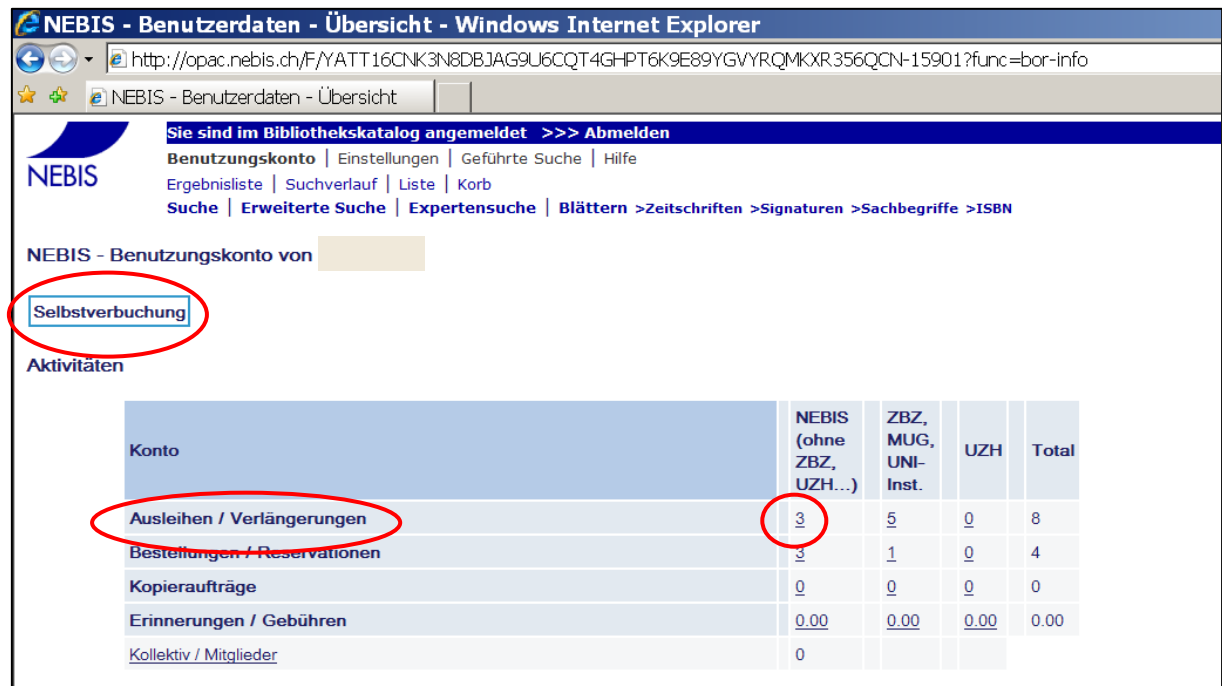 NEBIS - Benutzerdaten - Übersicht - Windows Internet Explorer
http://opac.nebis.ch/F/YATT16CNK3N8DBJAG9U6CQT4GHPT6K9E89YGVYRQMKXR356QCN-15901?func=bor-info
NEBIS - Benutzerdaten - Übersicht
NEBIS
Sie sind im Bibliothekskatalog angemeldet >>> Abmelden
Benutzungskonto | Einstellungen | Geführte Suche | Hilfe
Ergebnisliste | Suchverlauf | Liste | Korb
Suche | Erweiterte Suche | Expertensuche | Blättern >Zeitschriften >Signaturen >Sachbegriffe >ISBN
NEBIS - Benutzungskonto von
Selbstverbuchung
Aktivitäten
Konto
NEBIS
(ohne
ZBZ,
UZH...)
ZBZ,
MUG,
UNI-
Inst.
UZH
Total
Ausleihen / Verlängerungen 3 5 0 8
Bestellungen / Reservationen 3 1 0 4
Kopieraufträge 0 0 0 0
Erinnerungen / Gebühren 0.00 0.00 0.00 0.00
Kollektiv / Mitglieder 0